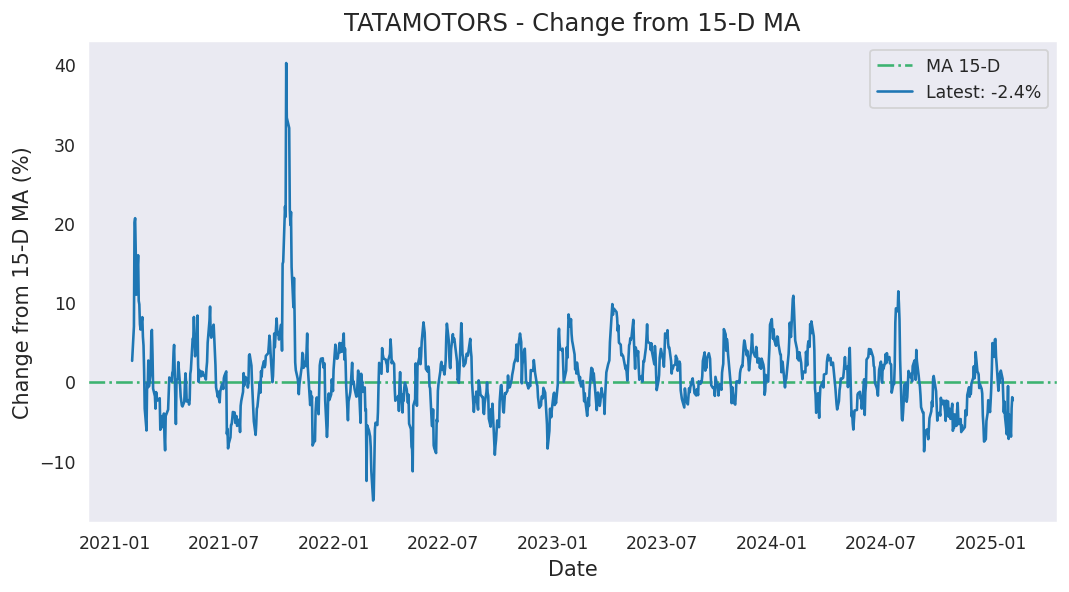 TATAMOTORS - Change from 15-D MA
MA 15-D
Latest: -2.4%
Change from 15-D MA (%)
40
30
20
10
0
−10
2021-01 2021-07 2022-01 2022-07 2023-01 2023-07 2024-01 2024-07 2025-01
Date